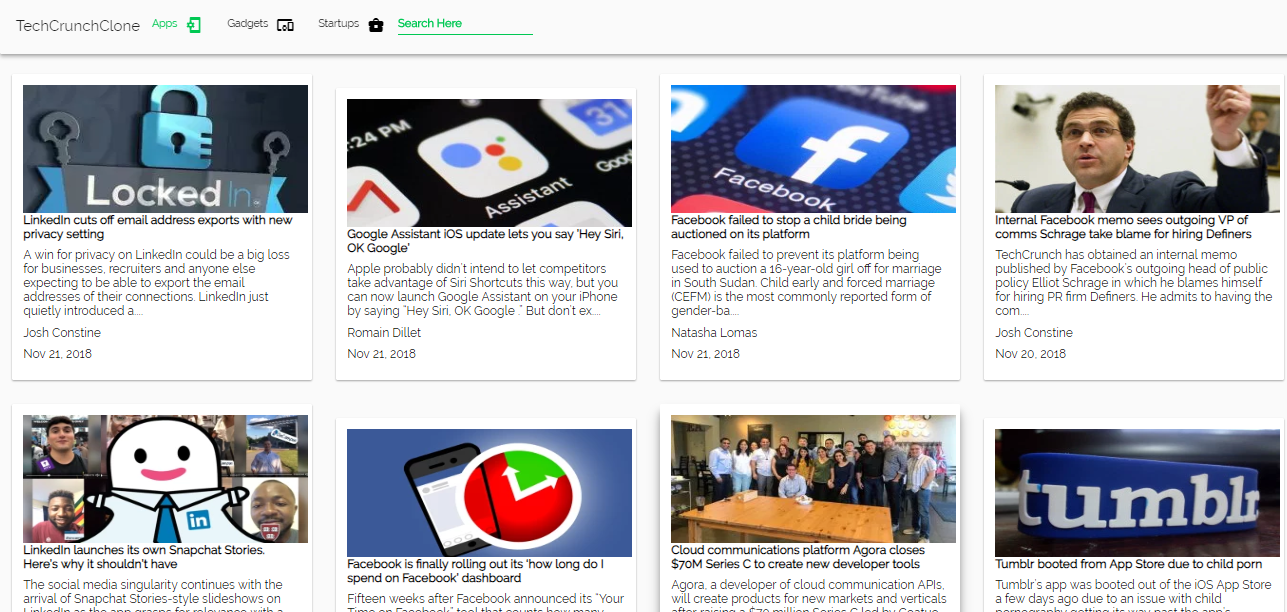 TechCrunchClone
Apps
Gadgets
Startups
Search Here
Locked In
LinkedIn cuts off email address exports with new
privacy setting
A win for privacy on LinkedIn could be a big loss
for businesses, recruiters and anyone else
expecting to be able to export the email
addresses of their connections. LinkedIn just
quietly introduced a....
Josh Constine
Nov 21, 2018
:24 PM
31
Goo
Assistant
Google Assistant iOS update lets you say 'Hey Siri,
OK Google'
Apple probably didn't intend to let competitors
take advantage of Siri Shortcuts this way, but you
can now launch Google Assistant on your iPhone
by saying "Hey Siri, OK Google ." But don't ex....
Romain Dillet
Nov 21, 2018
YouTube
f
Facebook
Facebook failed to stop a child bride being
auctioned on its platform
Facebook failed to prevent its platform being
used to auction a 16-year-old girl off for marriage
in South Sudan. Child early and forced marriage
(CEFM) is the most commonly reported form of
gender-ba....
Natasha Lomas
Nov 21, 2018
Internal Facebook memo sees outgoing VP of
comms Schrage take blame for hiring Definers
TechCrunch has obtained an internal memo
published by Facebook's outgoing head of public
policy Elliot Schrage in which he blames himself
for hiring PR firm Definers. He admits to having the
com....
Josh Constine
Nov 20, 2018
in
LinkedIn launches its own Snapchat Stories.
Here's why it shouldn't have
The social media singularity continues with the
arrival of Snapchat Stories-style slideshows on
LinkedIn as the app grasps for relevance with a
Facebook is finally rolling out its 'how long do I
spend on Facebook' dashboard
Fifteen weeks after Facebook announced its "Your
Time on Facebook" tool that counts how many
Cloud communications platform Agora closes
$70M Series C to create new developer tools
Agora, a developer of cloud communication APIs,
will create products for new markets and verticals
after raising a $70 million Series C led by Coatue
tumblr
Tumblr booted from App Store due to child porn
Tumblr's app was booted out of the iOS App Store
a few days ago due to an issue with child
pornography getting its way past the app's